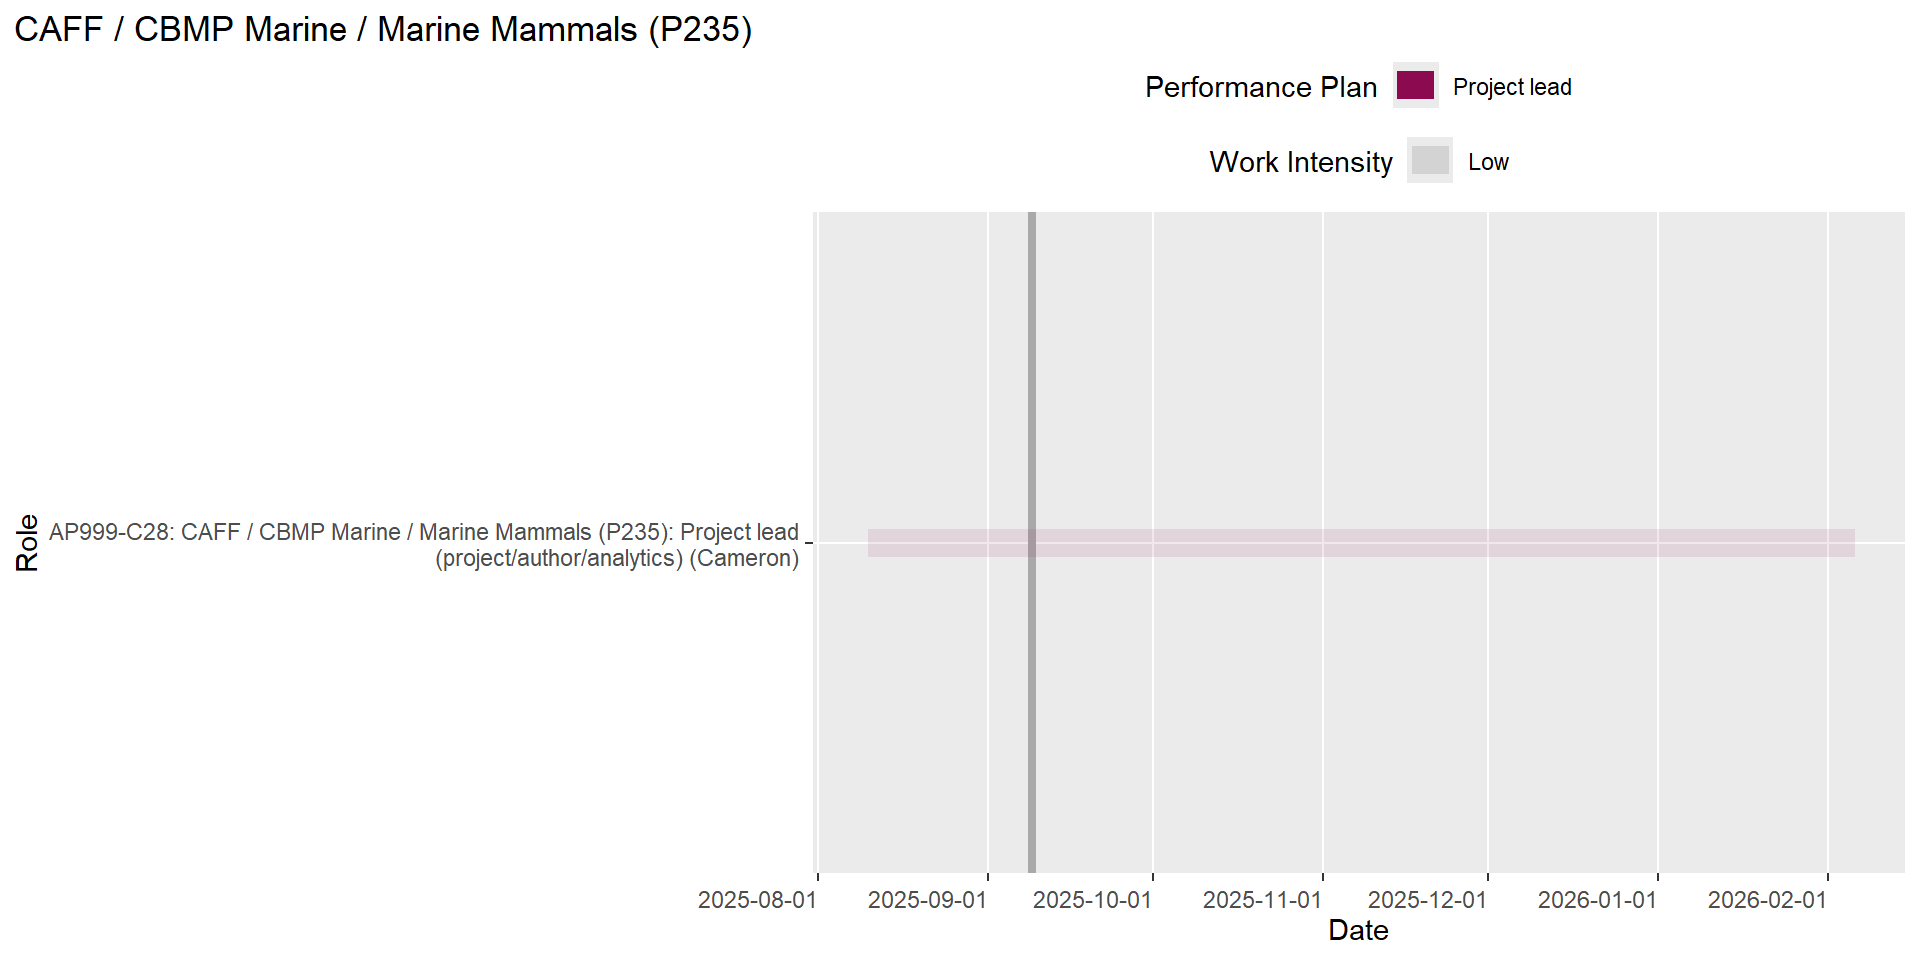 CAFF / CBMP Marine / Marine Mammals (P235)
Performance Plan Project lead
Work Intensity Low
Role
AP999-C28: CAFF / CBMP Marine / Marine Mammals (P235): Project lead
(project/author/analytics) (Cameron)
2025-08-01 2025-09-01 2025-10-01 2025-11-01 2025-12-01 2026-01-01 2026-02-01
Date